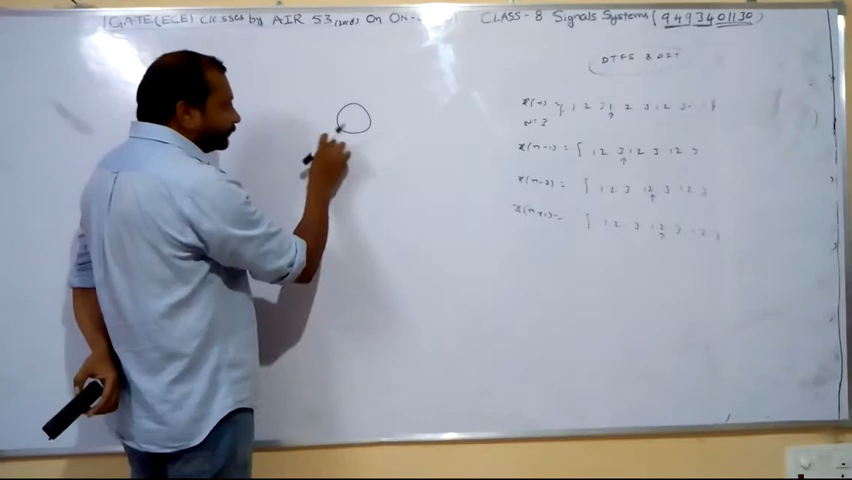 GATE(ECE) Classes by AIR 53 (2018) On ON- CLASS-8 Signals Systems (9493401130)
DTFS
x(n) = { 1 2 3 1 2 3 1 2 3
↑
N=3
x(n-1) = { 1 2 3 1 2 3 1 2 3
↑
x(n-2) = { 1 2 3 1 2 3 1 2 3
↑
x(n+1) = { 1 2 3 1 2 3 1 2 3
↑